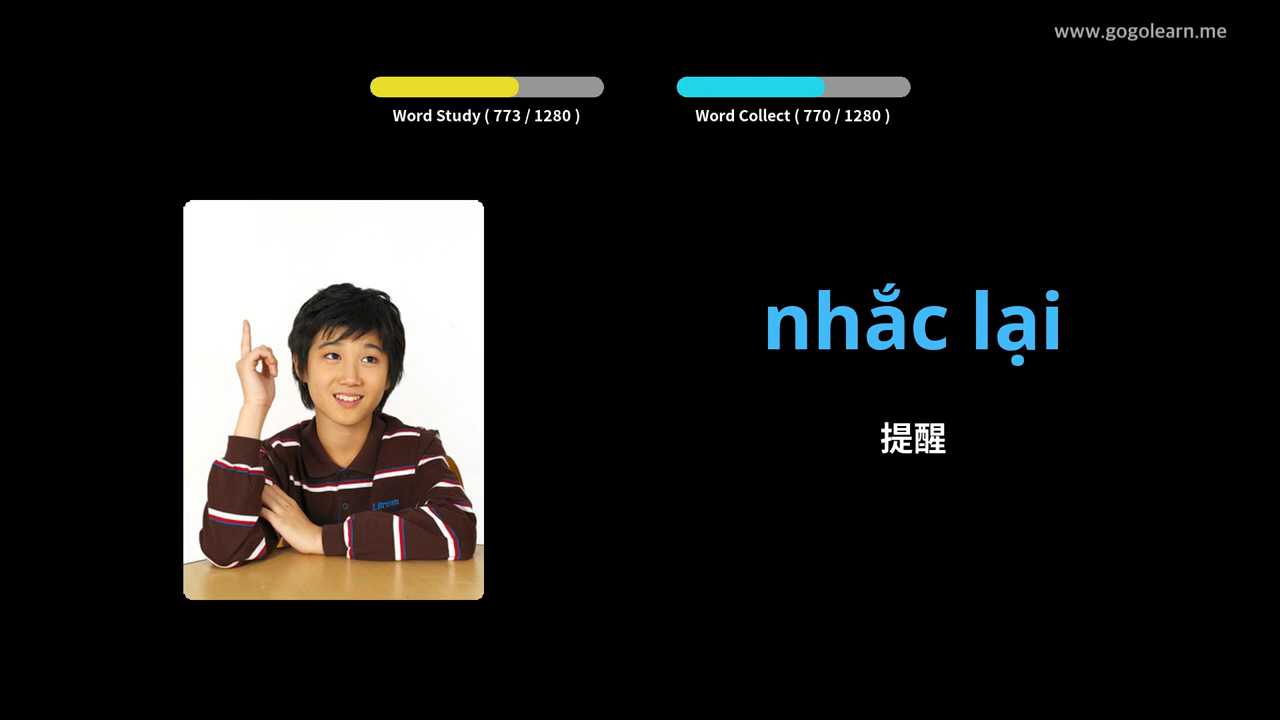 www.gogolearn.me
Word Study ( 773 / 1280 )
Word Collect ( 770 / 1280 )
nhắc lại
提醒